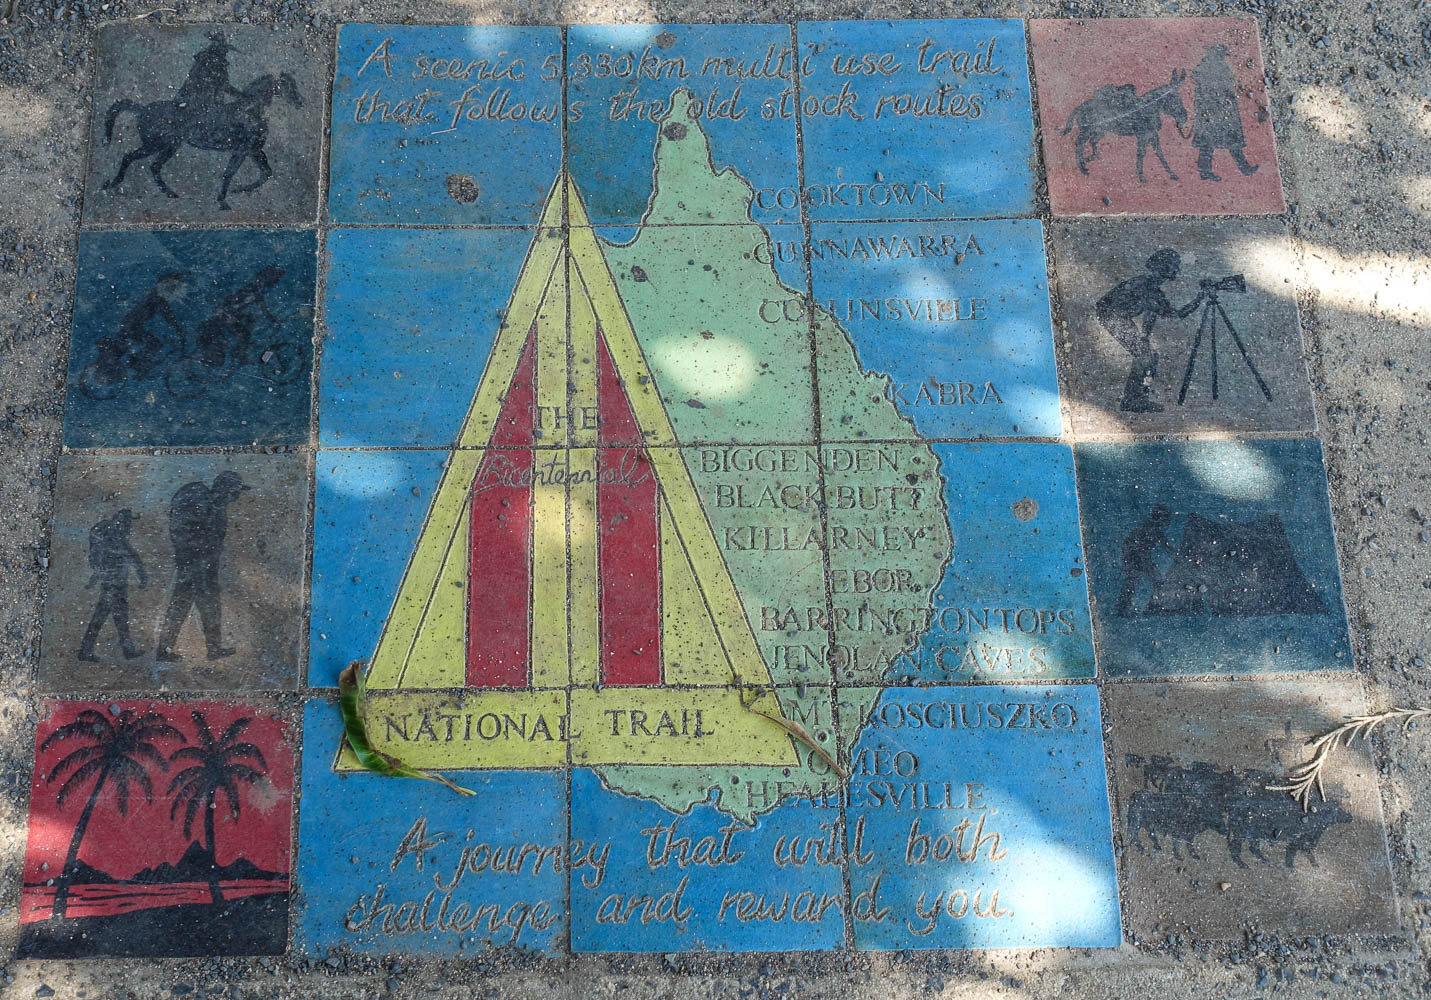 A scenic 5,330km multi use trail
that follows the old stock routes
COOKTOWN
GUNNAWARRA
COLLINSVILLE
KABRA
THE
Bicentennial
NATIONAL TRAIL
BIGGENDEN
BLACKBUTT
KILLARNEY
EBOR
BARRINGTON TOPS
JENOLAN CAVES
MT KOSCIUSZKO
OMEO
HEALESVILLE
A journey that will both
challenge and reward you.